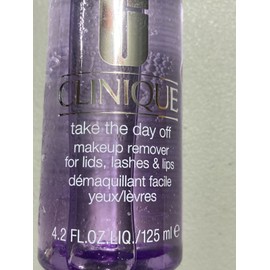 CLINIQUE
take the day off
makeup remover
for lids, lashes & lips
démaquillant facile
yeux/lèvres
4.2 FL.OZ.LIQ./125 ml e